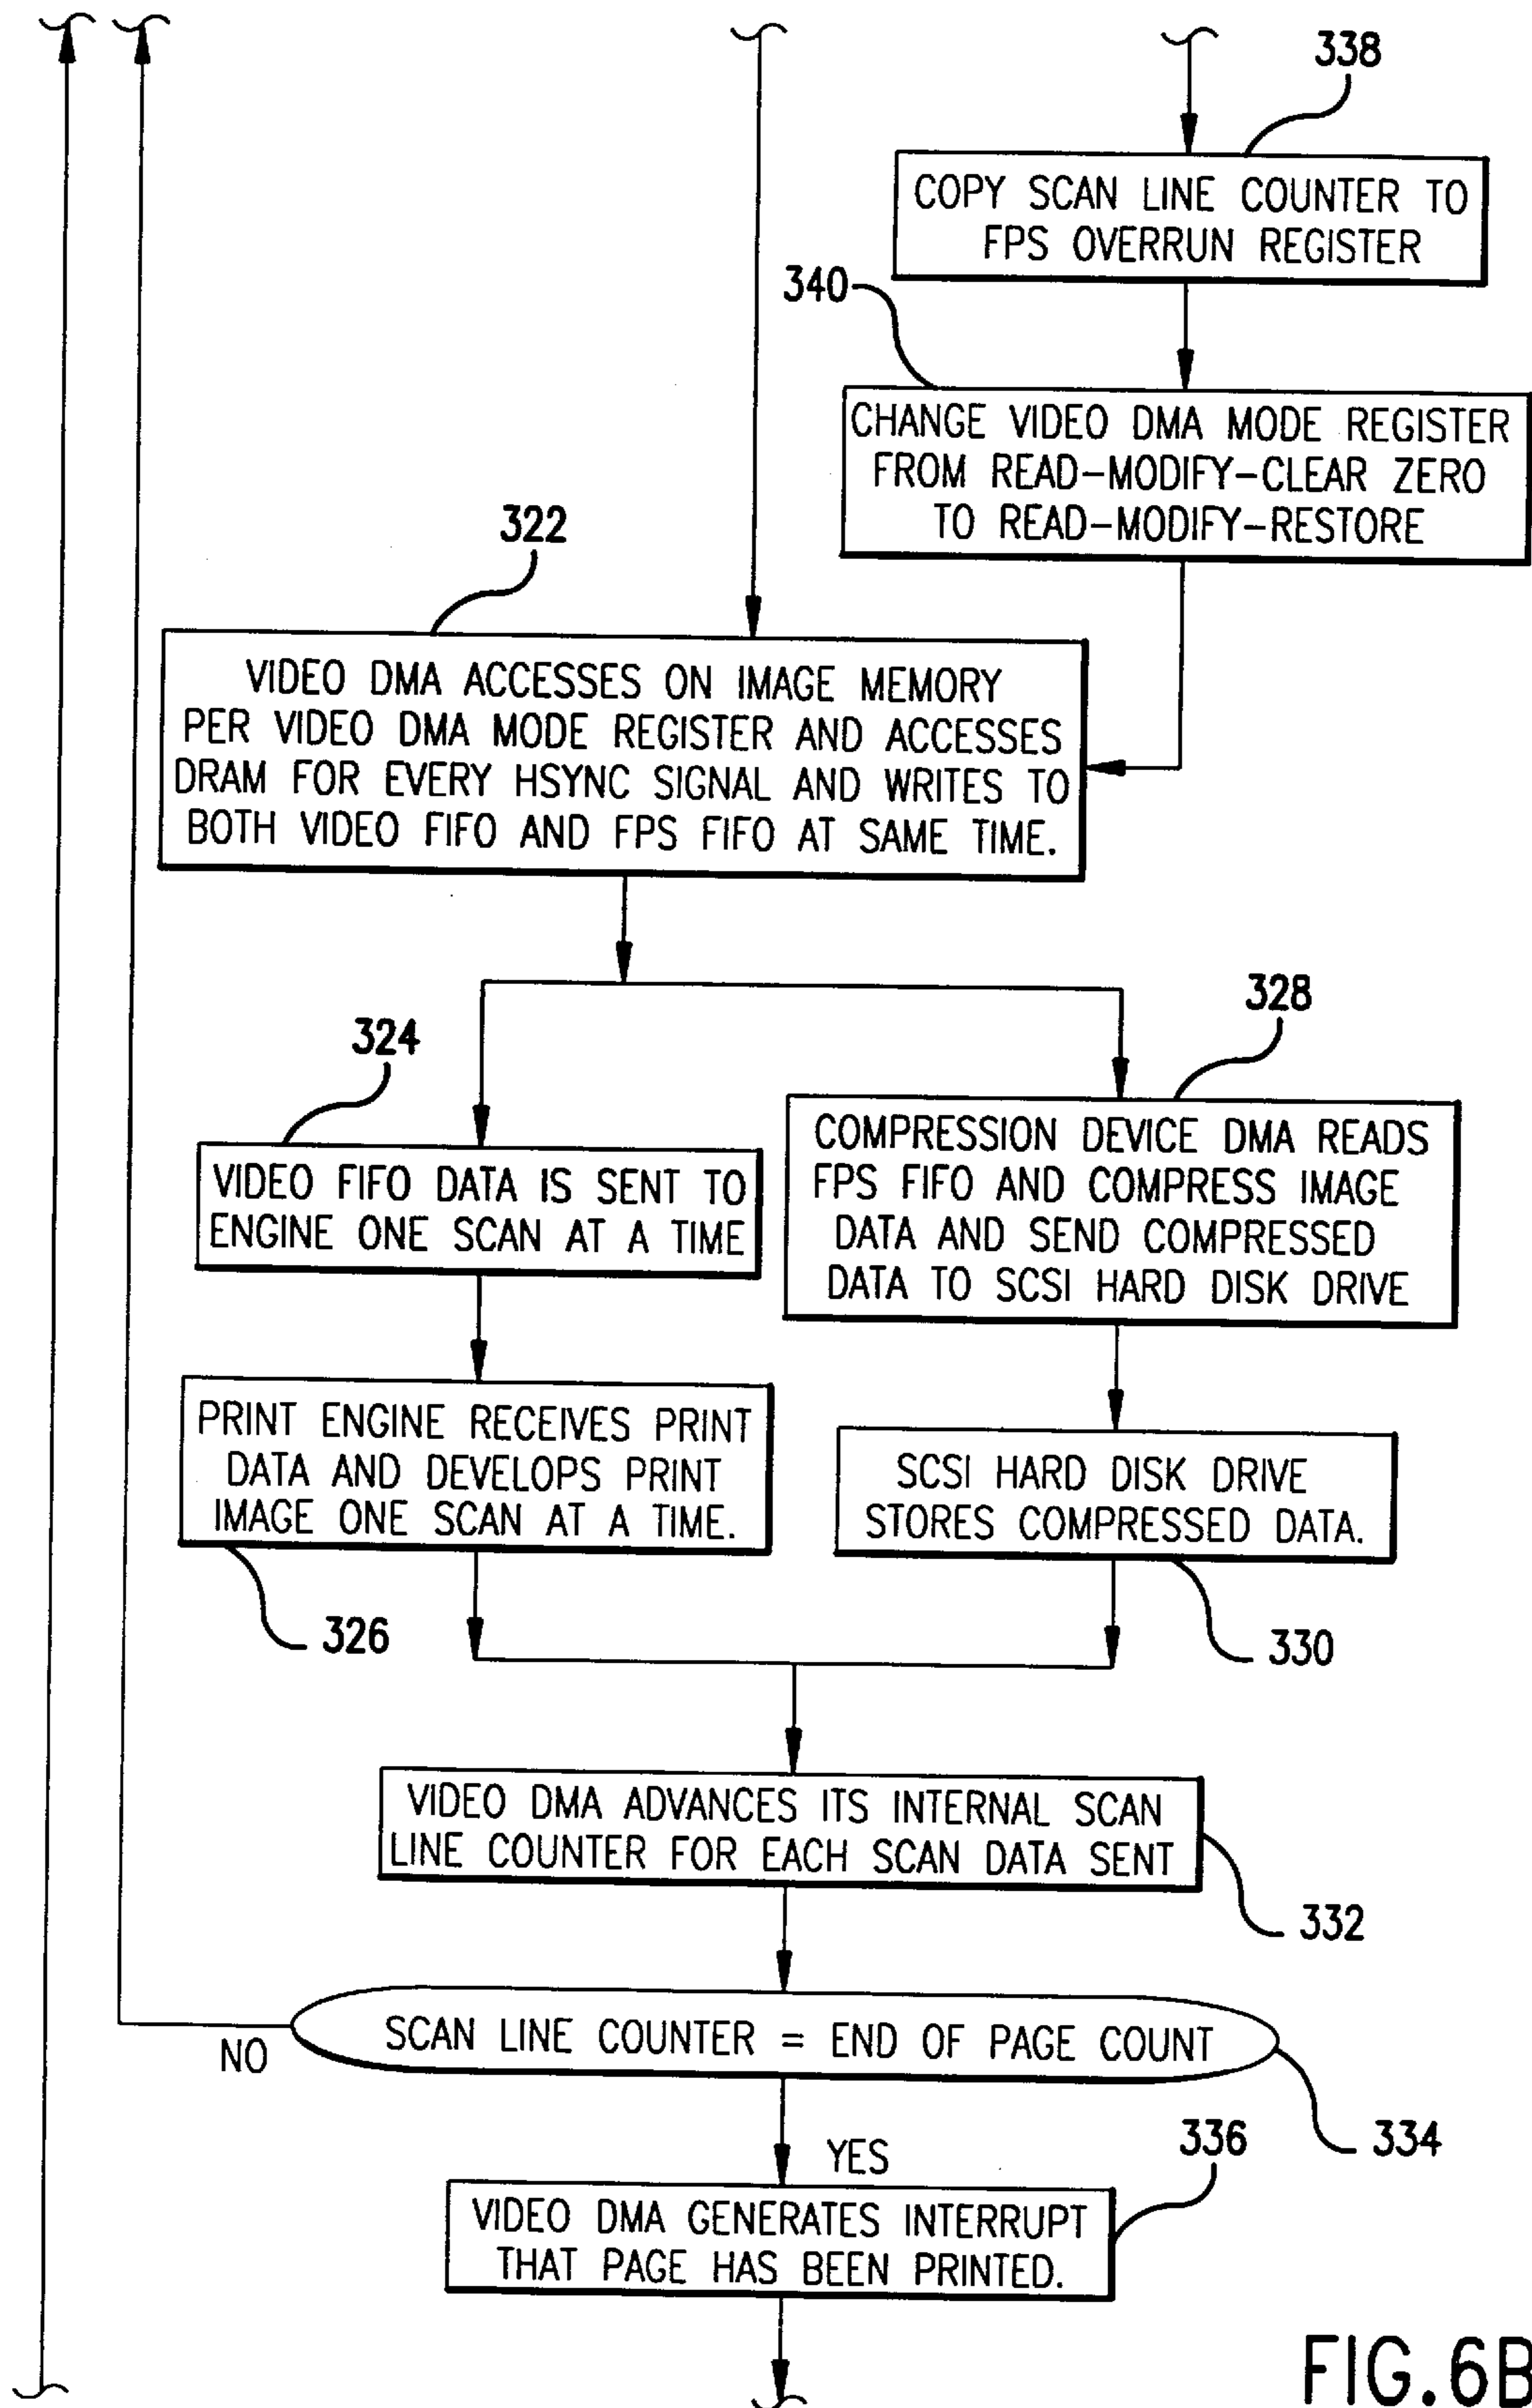 338
COPY SCAN LINE COUNTER TO
FPS OVERRUN REGISTER
340
CHANGE VIDEO DMA MODE REGISTER
FROM READ-MODIFY-CLEAR ZERO
TO READ-MODIFY-RESTORE
322
VIDEO DMA ACCESSES ON IMAGE MEMORY
PER VIDEO DMA MODE REGISTER AND ACCESSES
DRAM FOR EVERY HSYNC SIGNAL AND WRITES TO
BOTH VIDEO FIFO AND FPS FIFO AT SAME TIME.
324
VIDEO FIFO DATA IS SENT TO
ENGINE ONE SCAN AT A TIME
328
COMPRESSION DEVICE DMA READS
FPS FIFO AND COMPRESS IMAGE
DATA AND SEND COMPRESSED
DATA TO SCSI HARD DISK DRIVE
PRINT ENGINE RECEIVES PRINT
DATA AND DEVELOPS PRINT
IMAGE ONE SCAN AT A TIME.
326
SCSI HARD DISK DRIVE
STORES COMPRESSED DATA.
330
VIDEO DMA ADVANCES ITS INTERNAL SCAN
LINE COUNTER FOR EACH SCAN DATA SENT
332
SCAN LINE COUNTER = END OF PAGE COUNT
NO
334
YES
336
VIDEO DMA GENERATES INTERRUPT
THAT PAGE HAS BEEN PRINTED.
FIG.6B